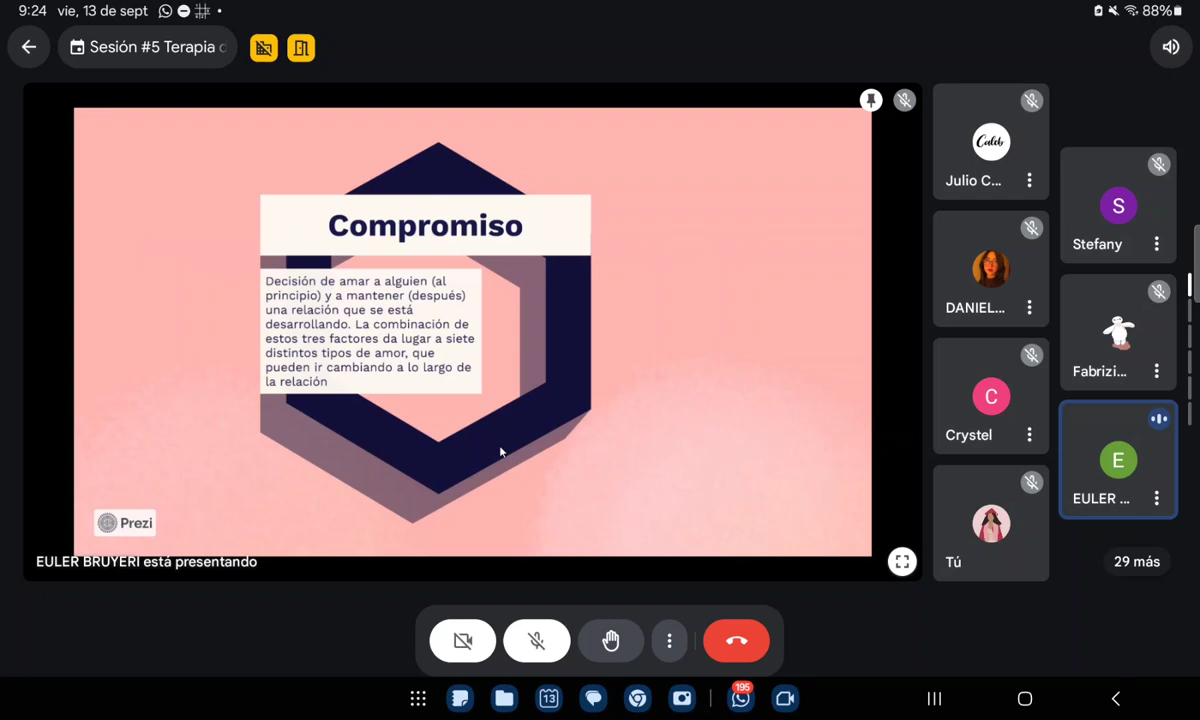 9:24 vie, 13 de sept
88%
Sesión #5 Terapia
Compromiso
Decisión de amar a alguien (al
principio) y a mantener (después)
una relación que se está
desarrollando. La combinación de
estos tres factores da lugar a siete
distintos tipos de amor, que
pueden ir cambiando a lo largo de
la relación
Prezi
EULER BRUYERI está presentando
Caleb
Julio C...
DANIEL...
C
Crystel
Tú
S
Stefany
Fabrizi...
E
EULER ...
29 más
13
195